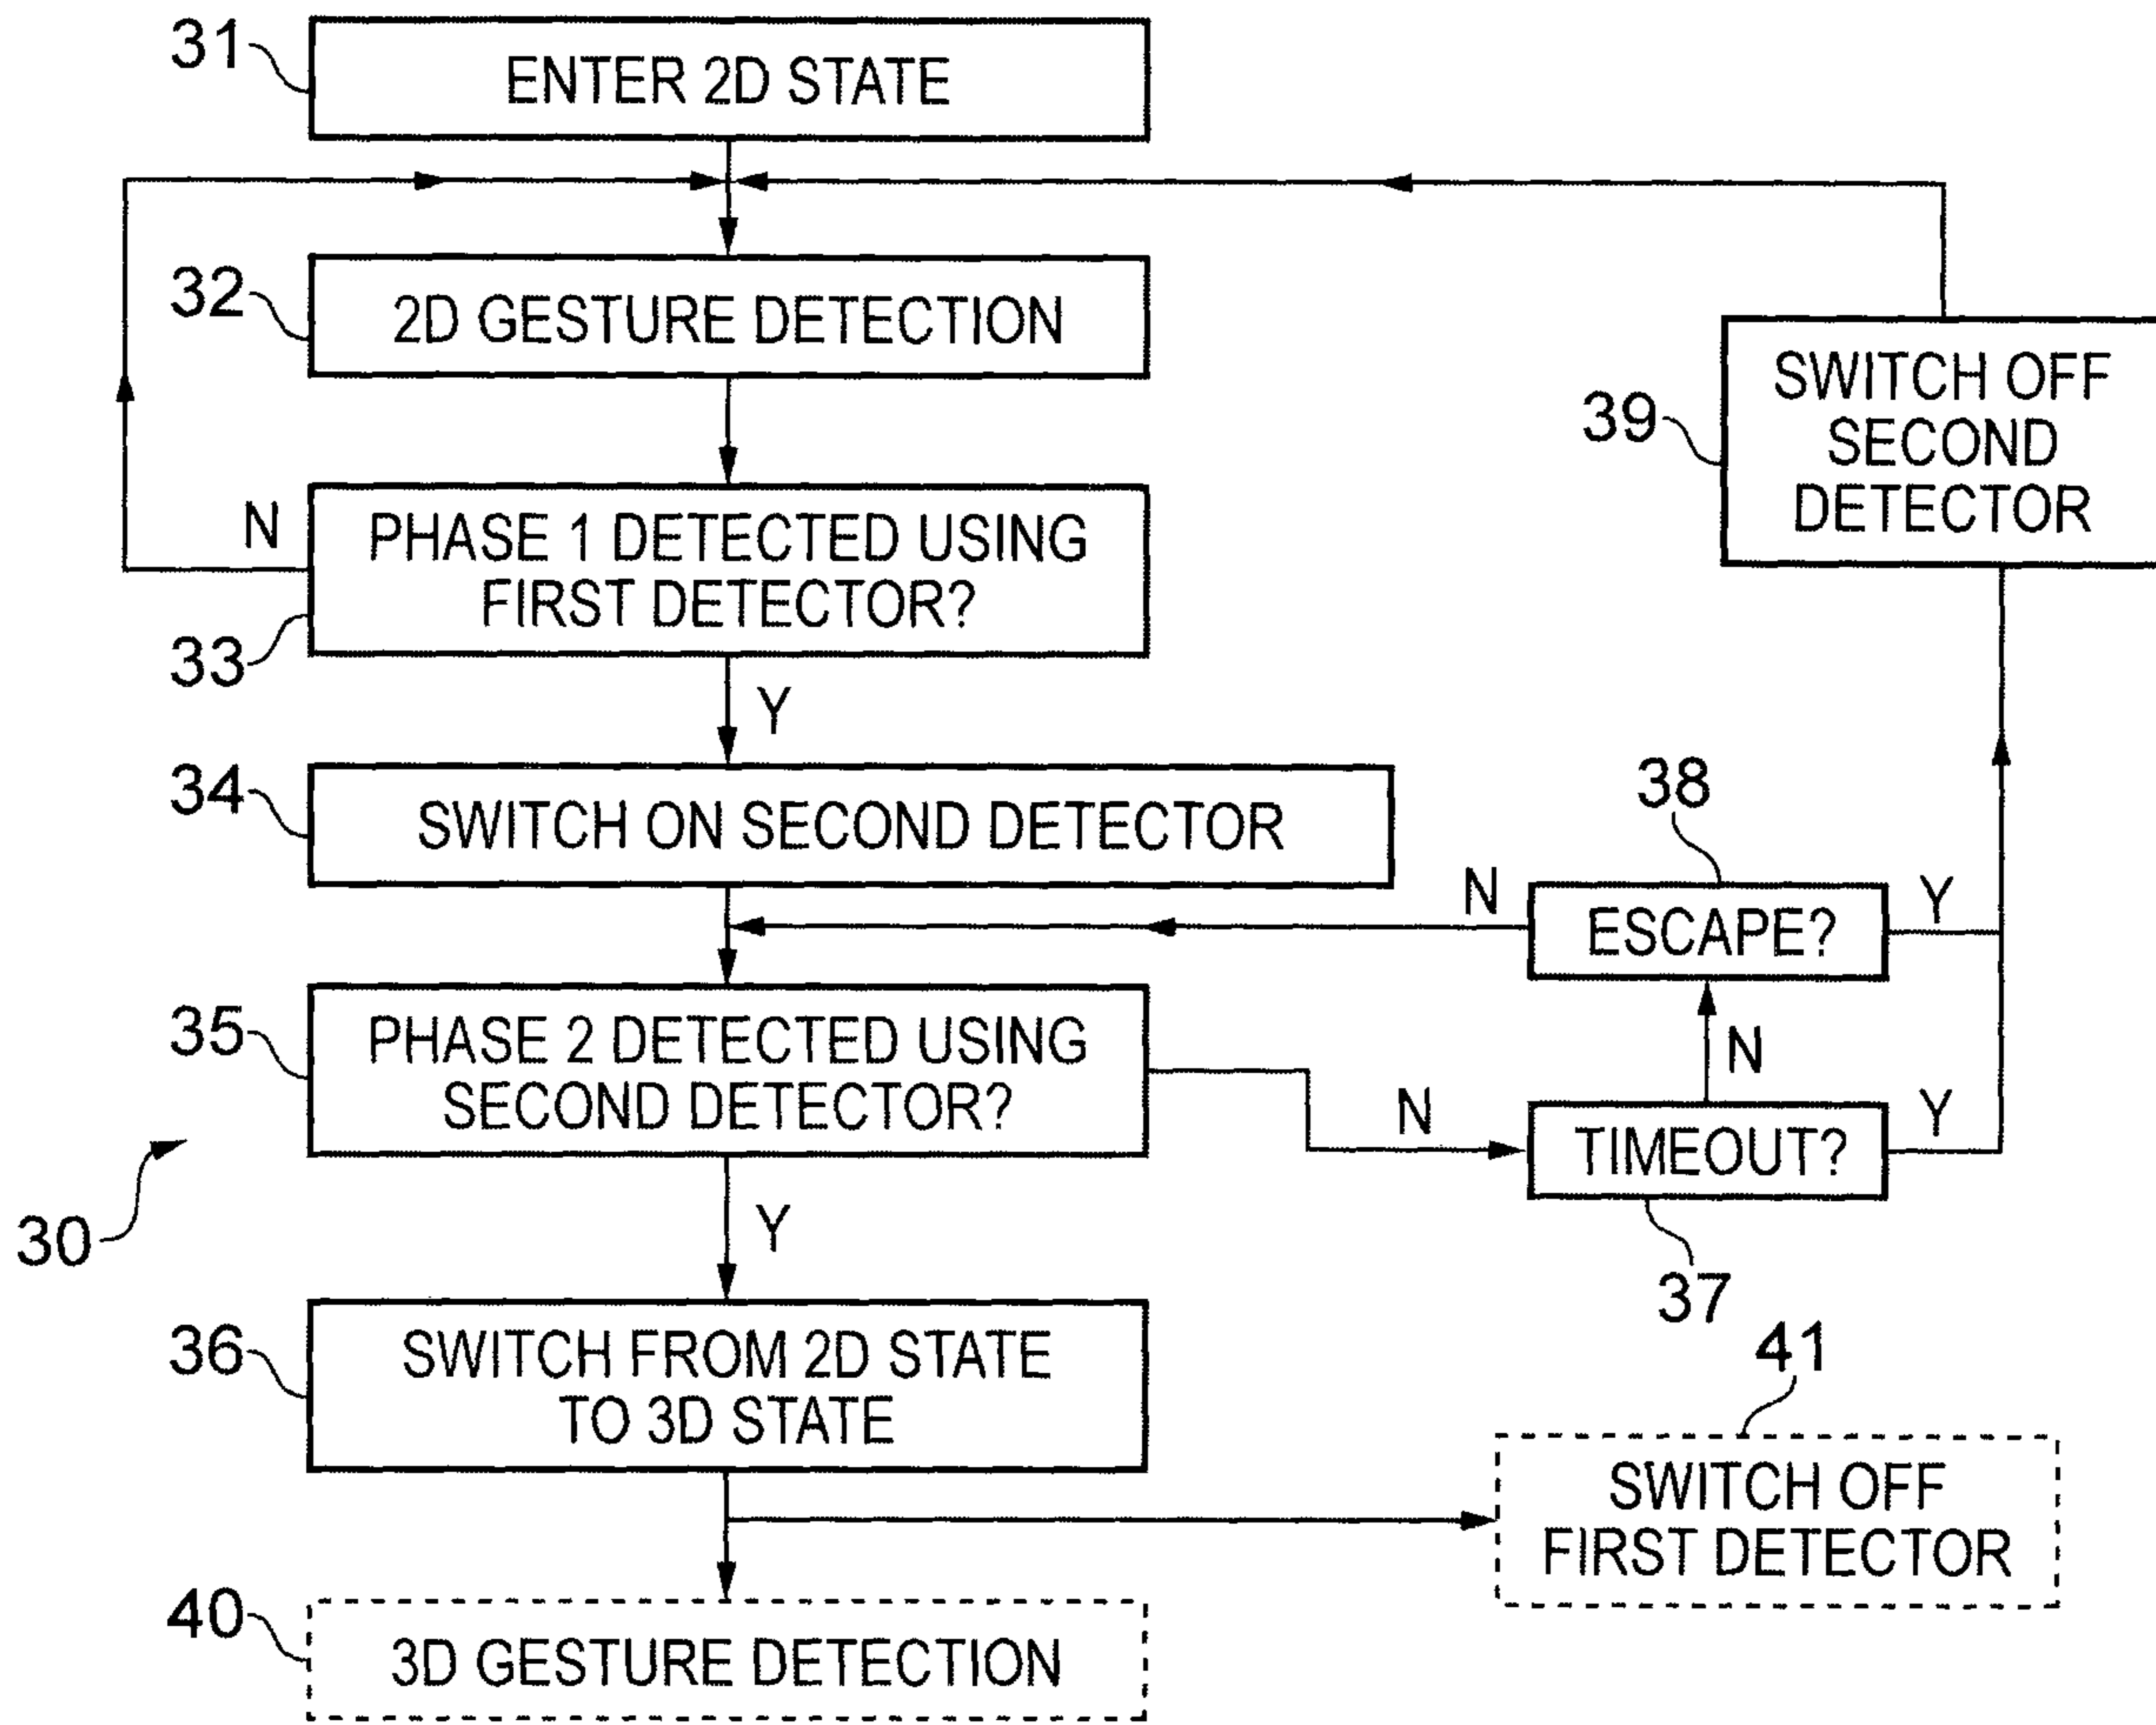 31
ENTER 2D STATE
32
2D GESTURE DETECTION
33
N
PHASE 1 DETECTED USING
FIRST DETECTOR?
Y
34
SWITCH ON SECOND DETECTOR
35
PHASE 2 DETECTED USING
SECOND DETECTOR?
30
Y
36
SWITCH FROM 2D STATE
TO 3D STATE
40
3D GESTURE DETECTION
39
SWITCH OFF
SECOND
DETECTOR
38
N
ESCAPE?
Y
N
N
TIMEOUT?
Y
37
41
SWITCH OFF
FIRST DETECTOR